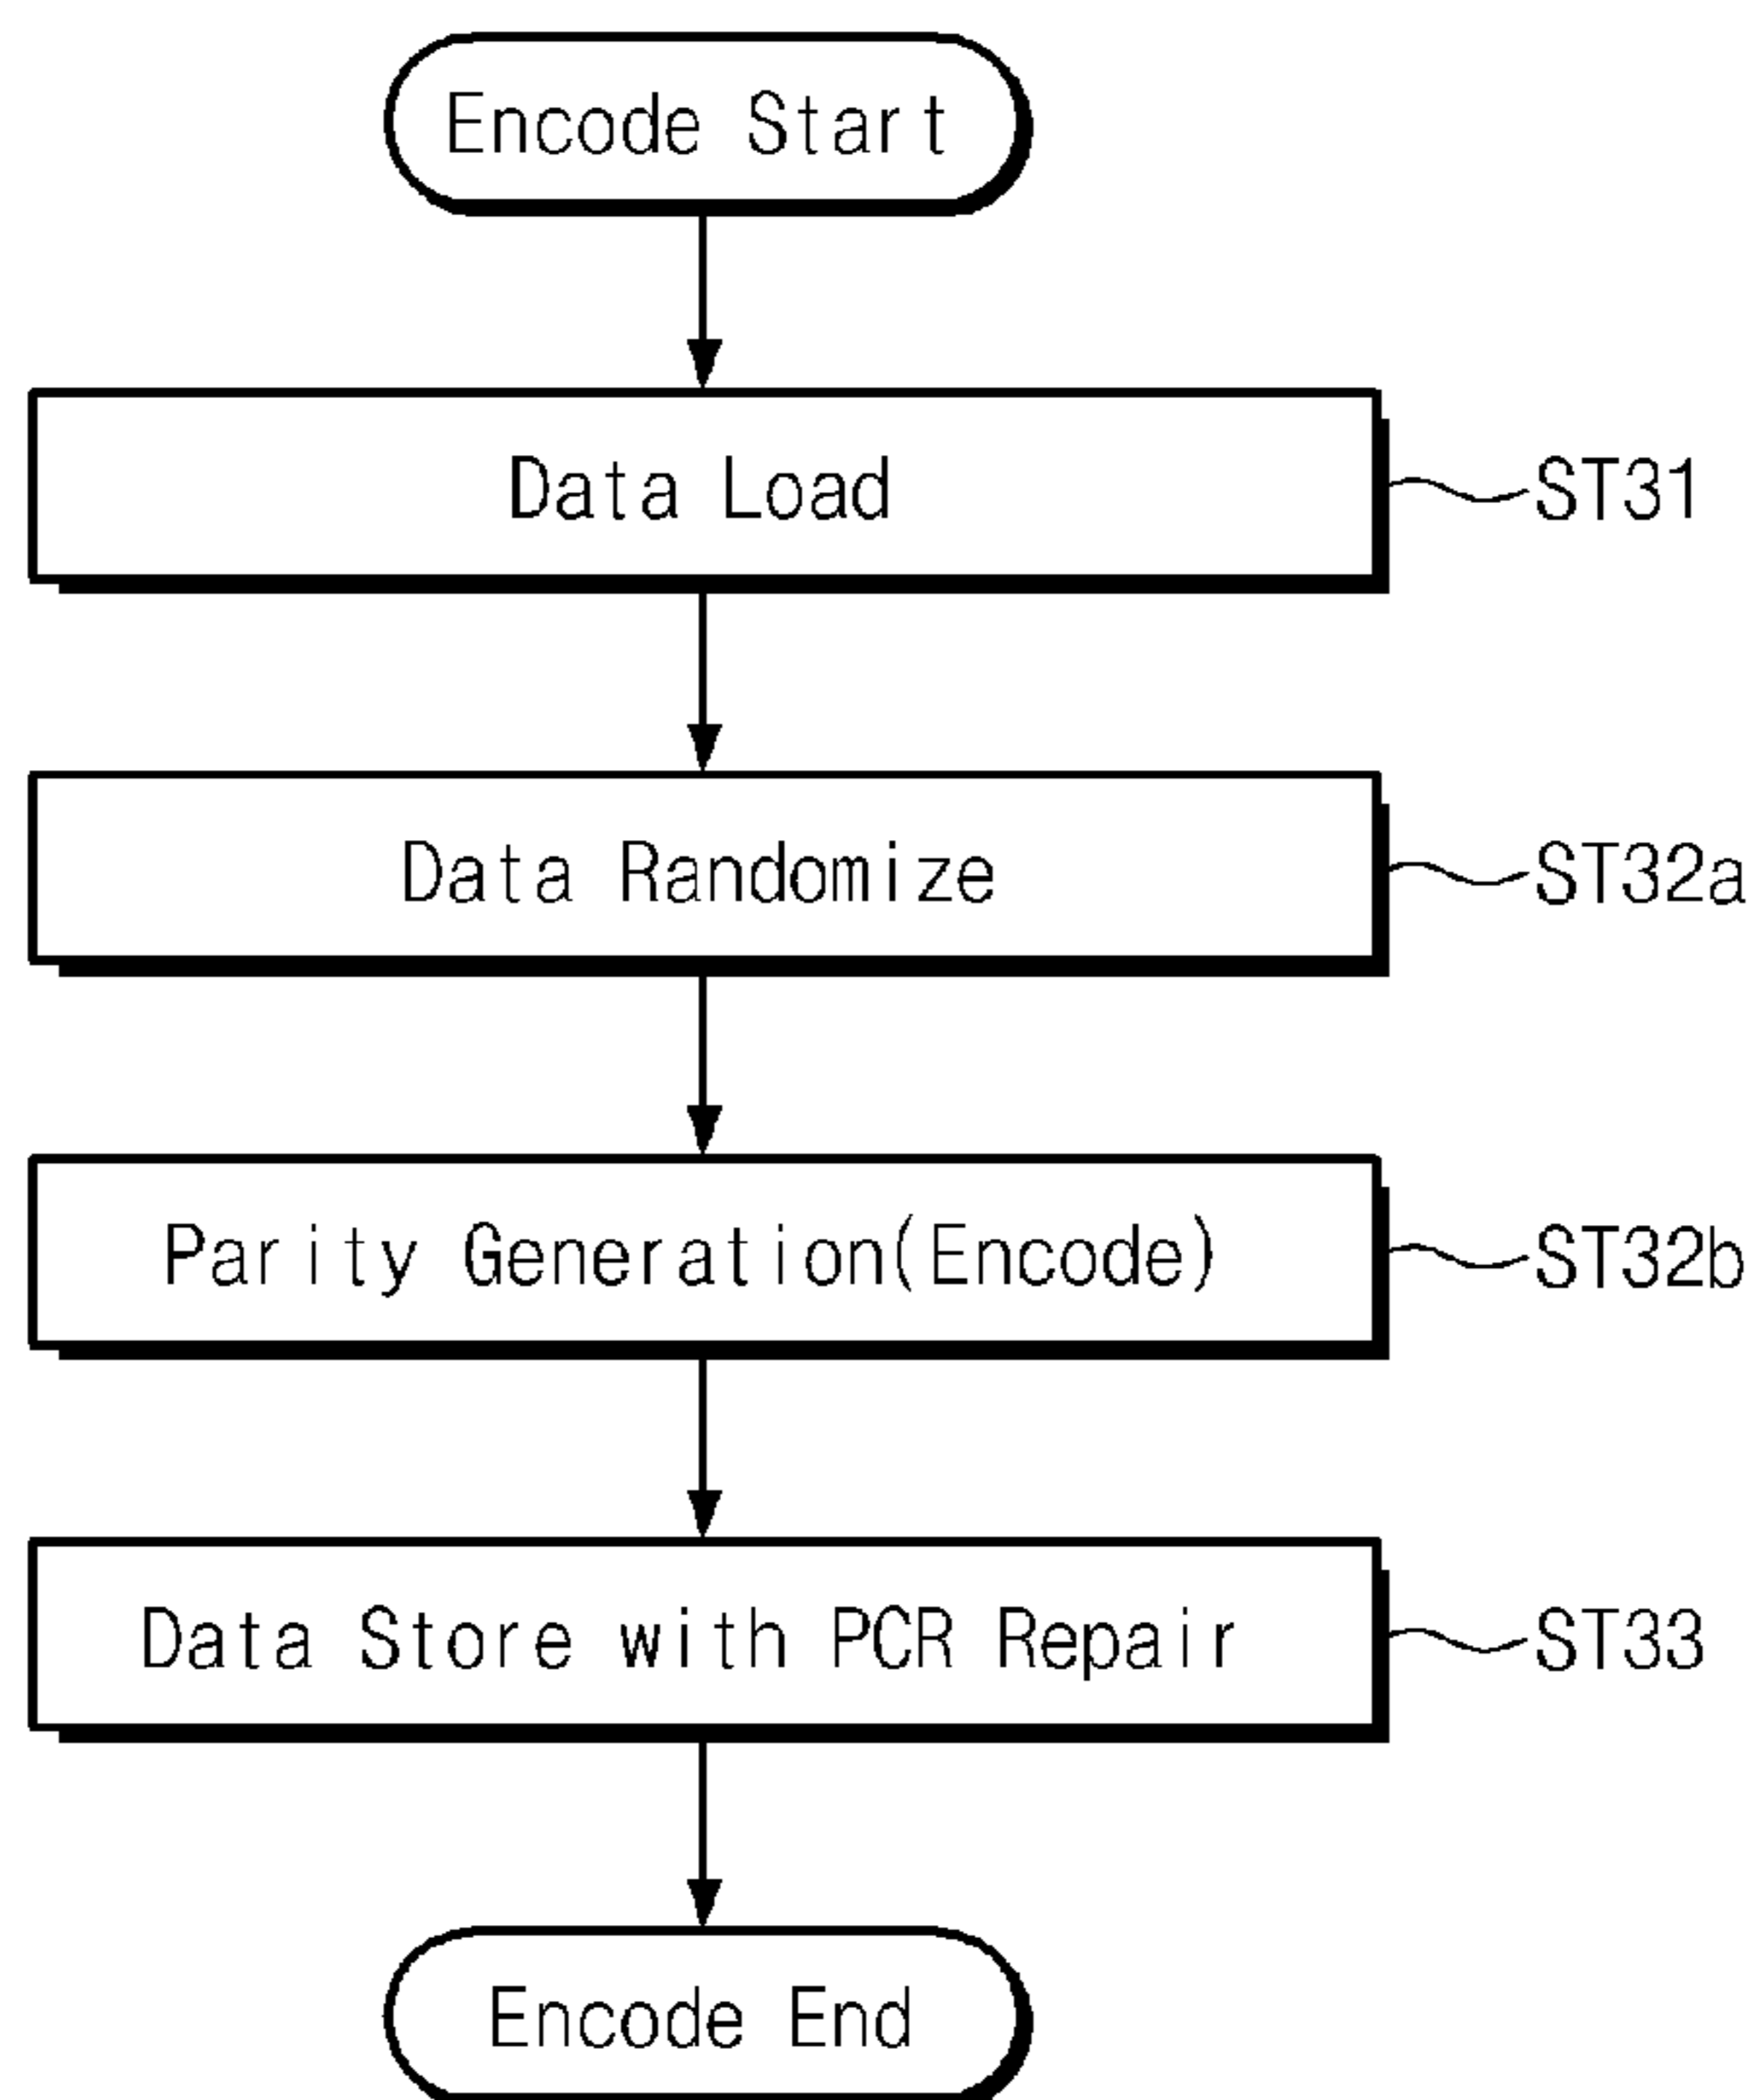 Encode Start
Data Load
ST31
Data Randomize
ST32a
Parity Generation(Encode)
ST32b
Data Store with PCR Repair
ST33
Encode End